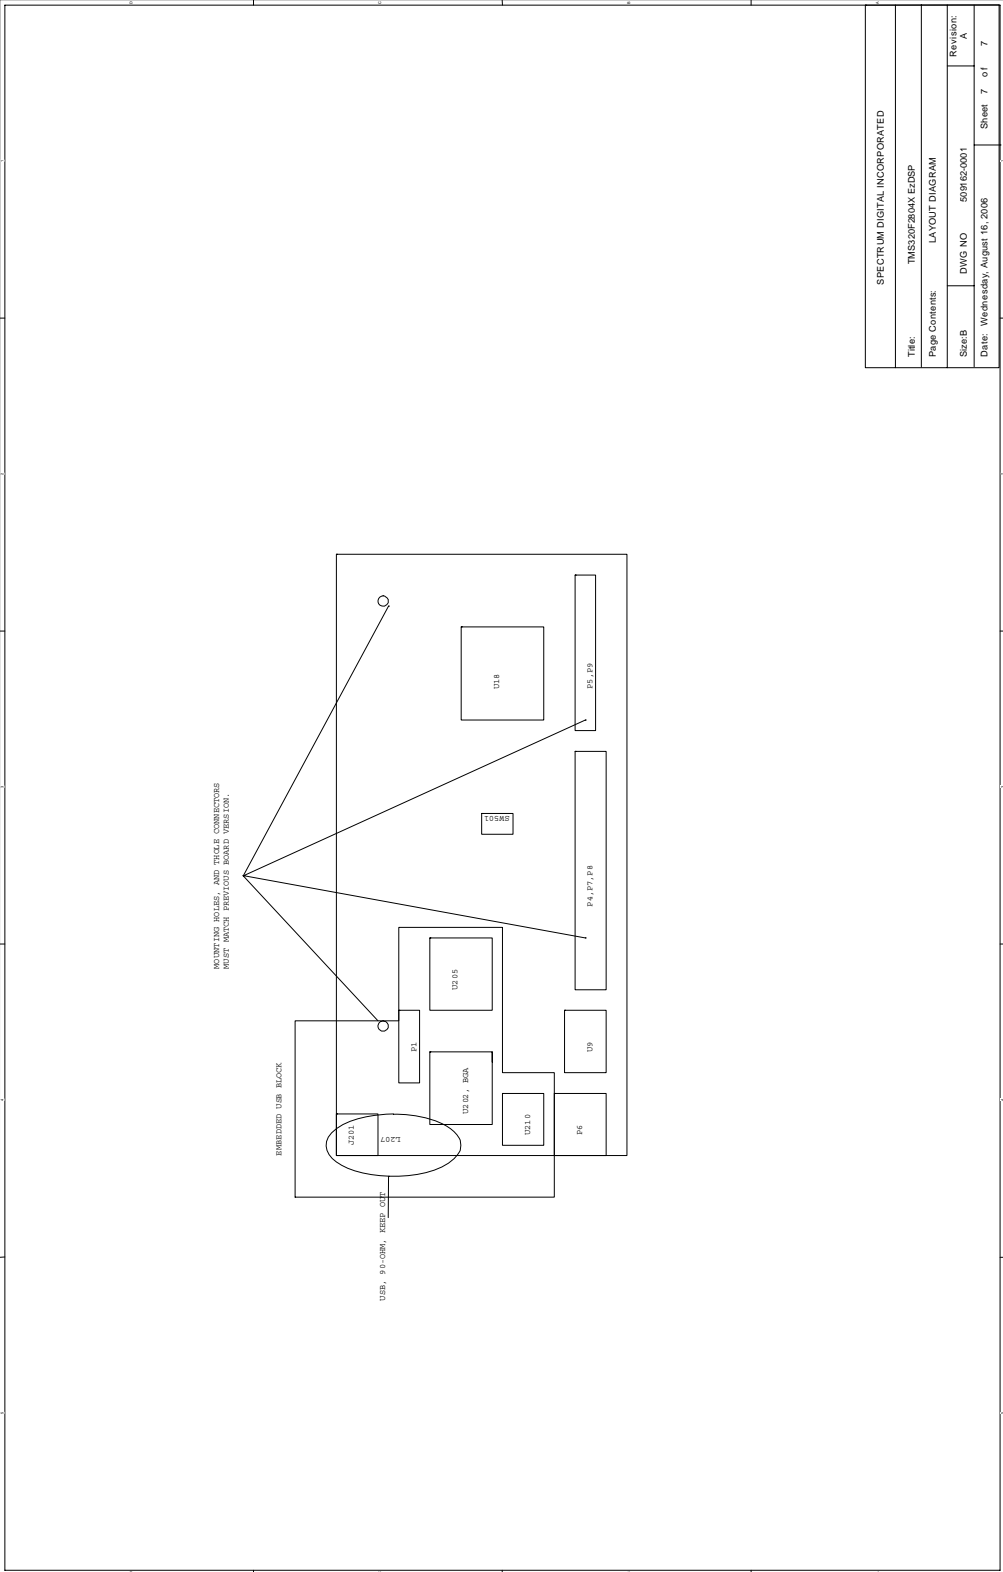 MOUNTING HOLES, AND THOLE CONNECTORS
MUST MATCH PREVIOUS BOARD VERSION.
EMBEDDED USB BLOCK
USB, 90-OHM, KEEP OUT
J201
L207
P1
U202, BGA
U205
U210
P6
U9
SW501
P4,P7,P8
U18
P5,P9
SPECTRUM DIGITAL INCORPORATED
Title: TMS320F2804X EzDSP
Page Contents: LAYOUT DIAGRAM
Size:B DWG NO 509162-0001 Revision: A
Date: Wednesday, August 16, 2006 Sheet 7 of 7